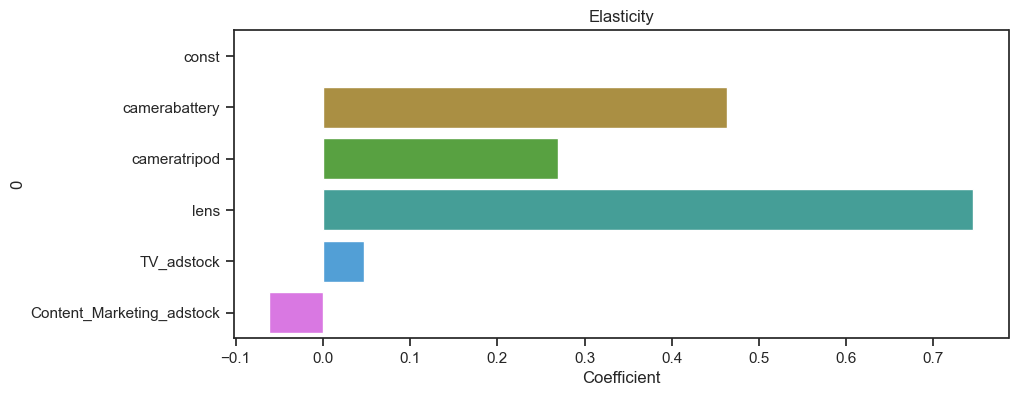 Elasticity
const
camerabattery
cameratripod
lens
TV_adstock
Content_Marketing_adstock
0
−0.1 0.0 0.1 0.2 0.3 0.4 0.5 0.6 0.7
Coefficient